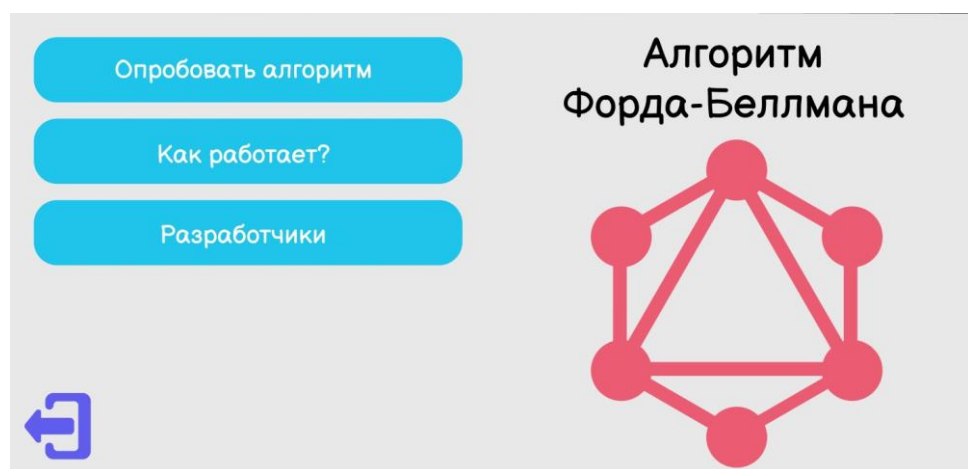 Опробовать алгоритм
Как работает?
Разработчики
Алгоритм
Форда-Беллмана